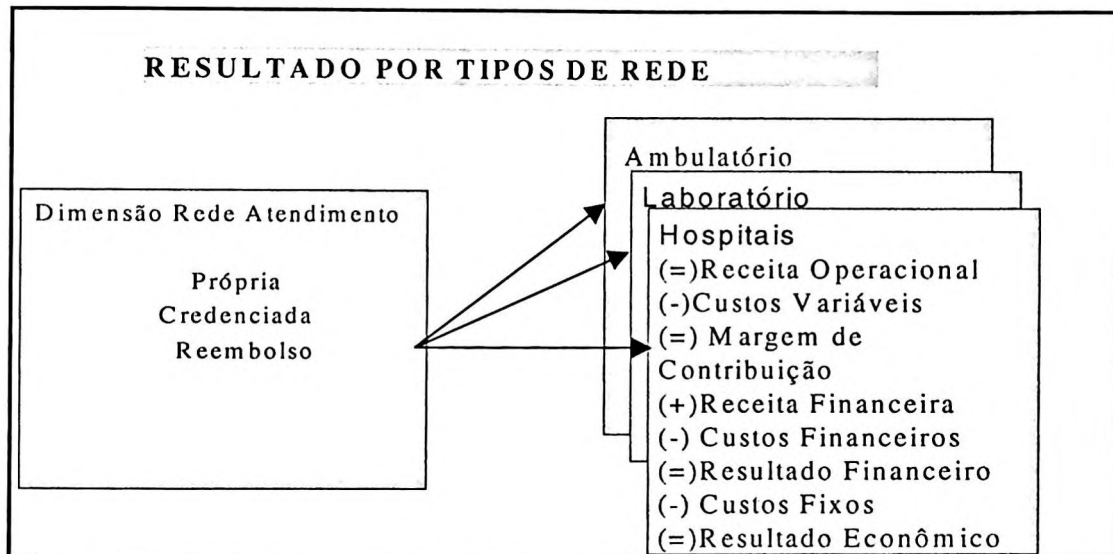 RESULTADO POR TIPOS DE REDE
Dimensão Rede Atendimento
Própria
Credenciada
Reembolso
Ambulatório
Laboratório
Hospitais
(=)Receita Operacional
(-)Custos Variáveis
(=) Margem de
Contribuição
(+)Receita Financeira
(-) Custos Financeiros
(=)Resultado Financeiro
(-) Custos Fixos
(=)Resultado Econômico